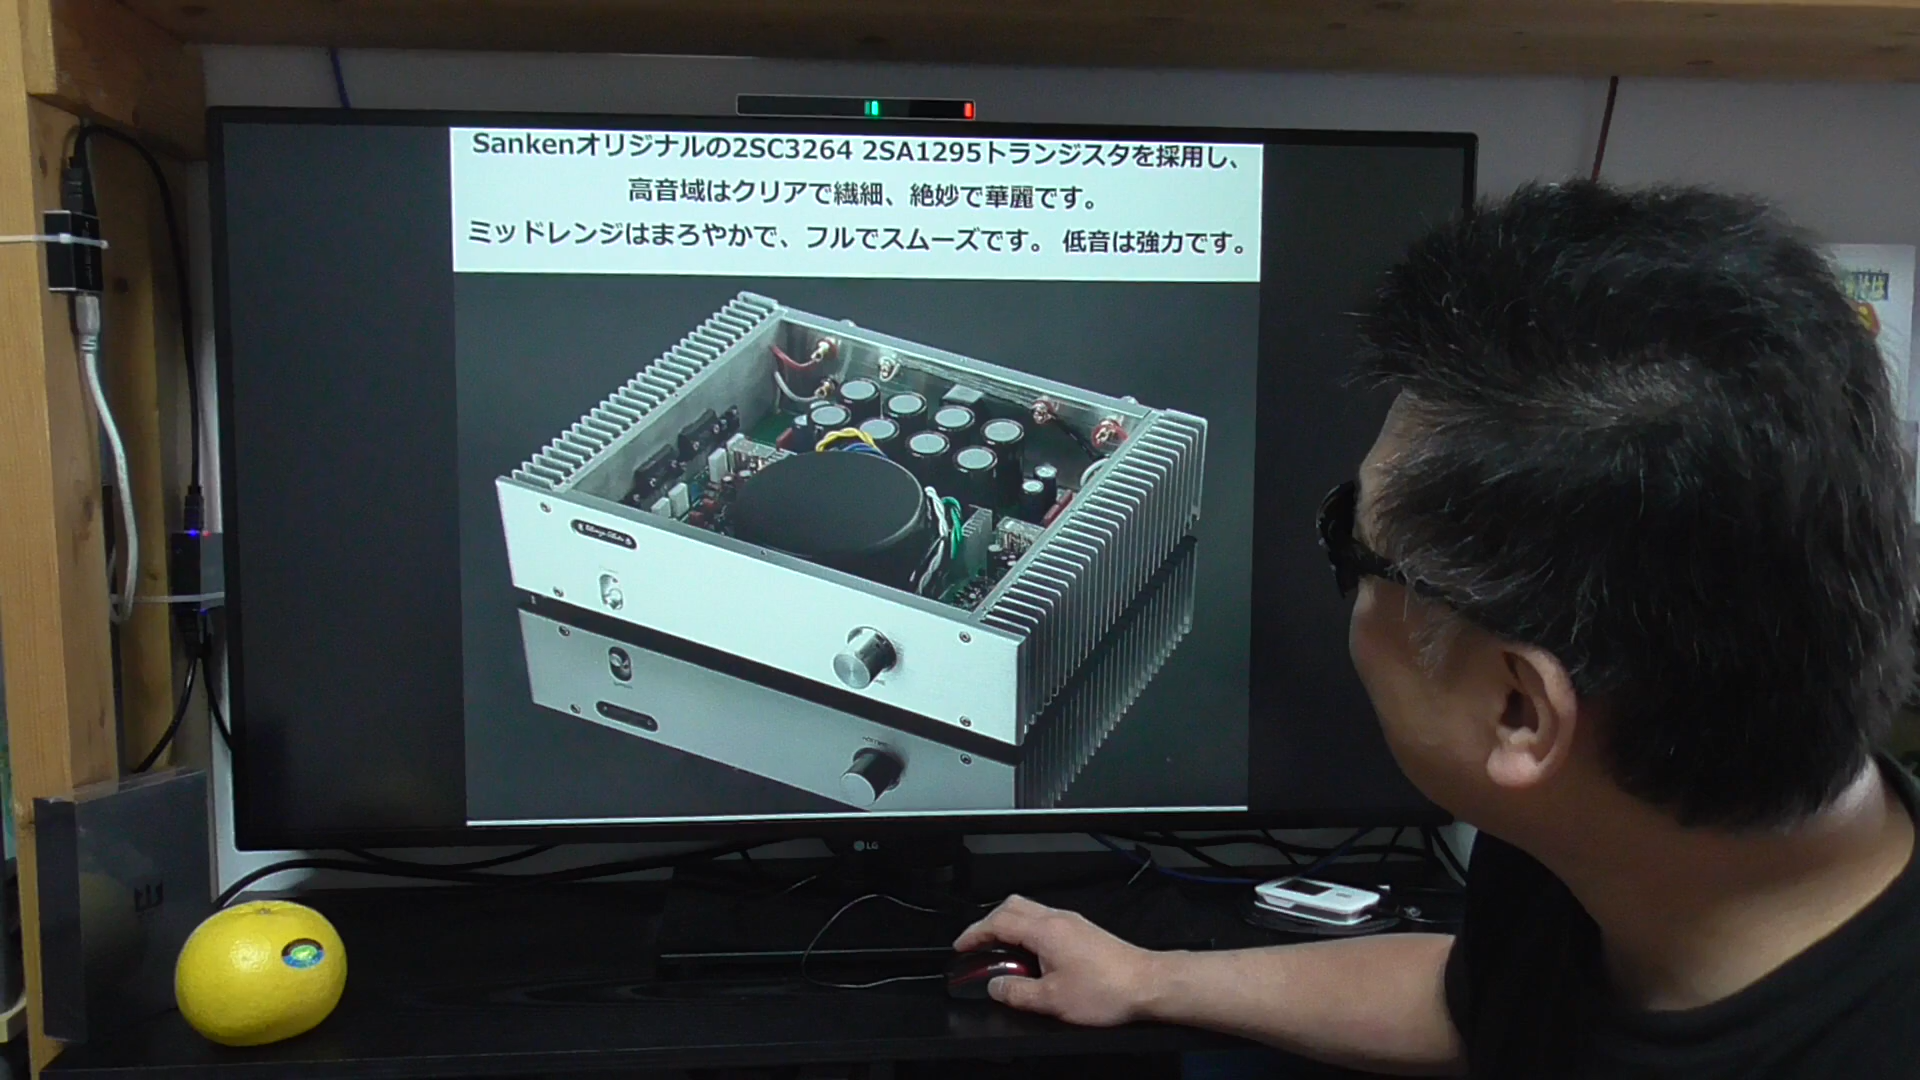 Sankenオリジナルの2SC3264 2SA1295トランジスタを採用し、
高音域はクリアで繊細、絶妙で華麗です。
ミッドレンジはまろやかで、フルでスムーズです。 低音は強力です。
LG